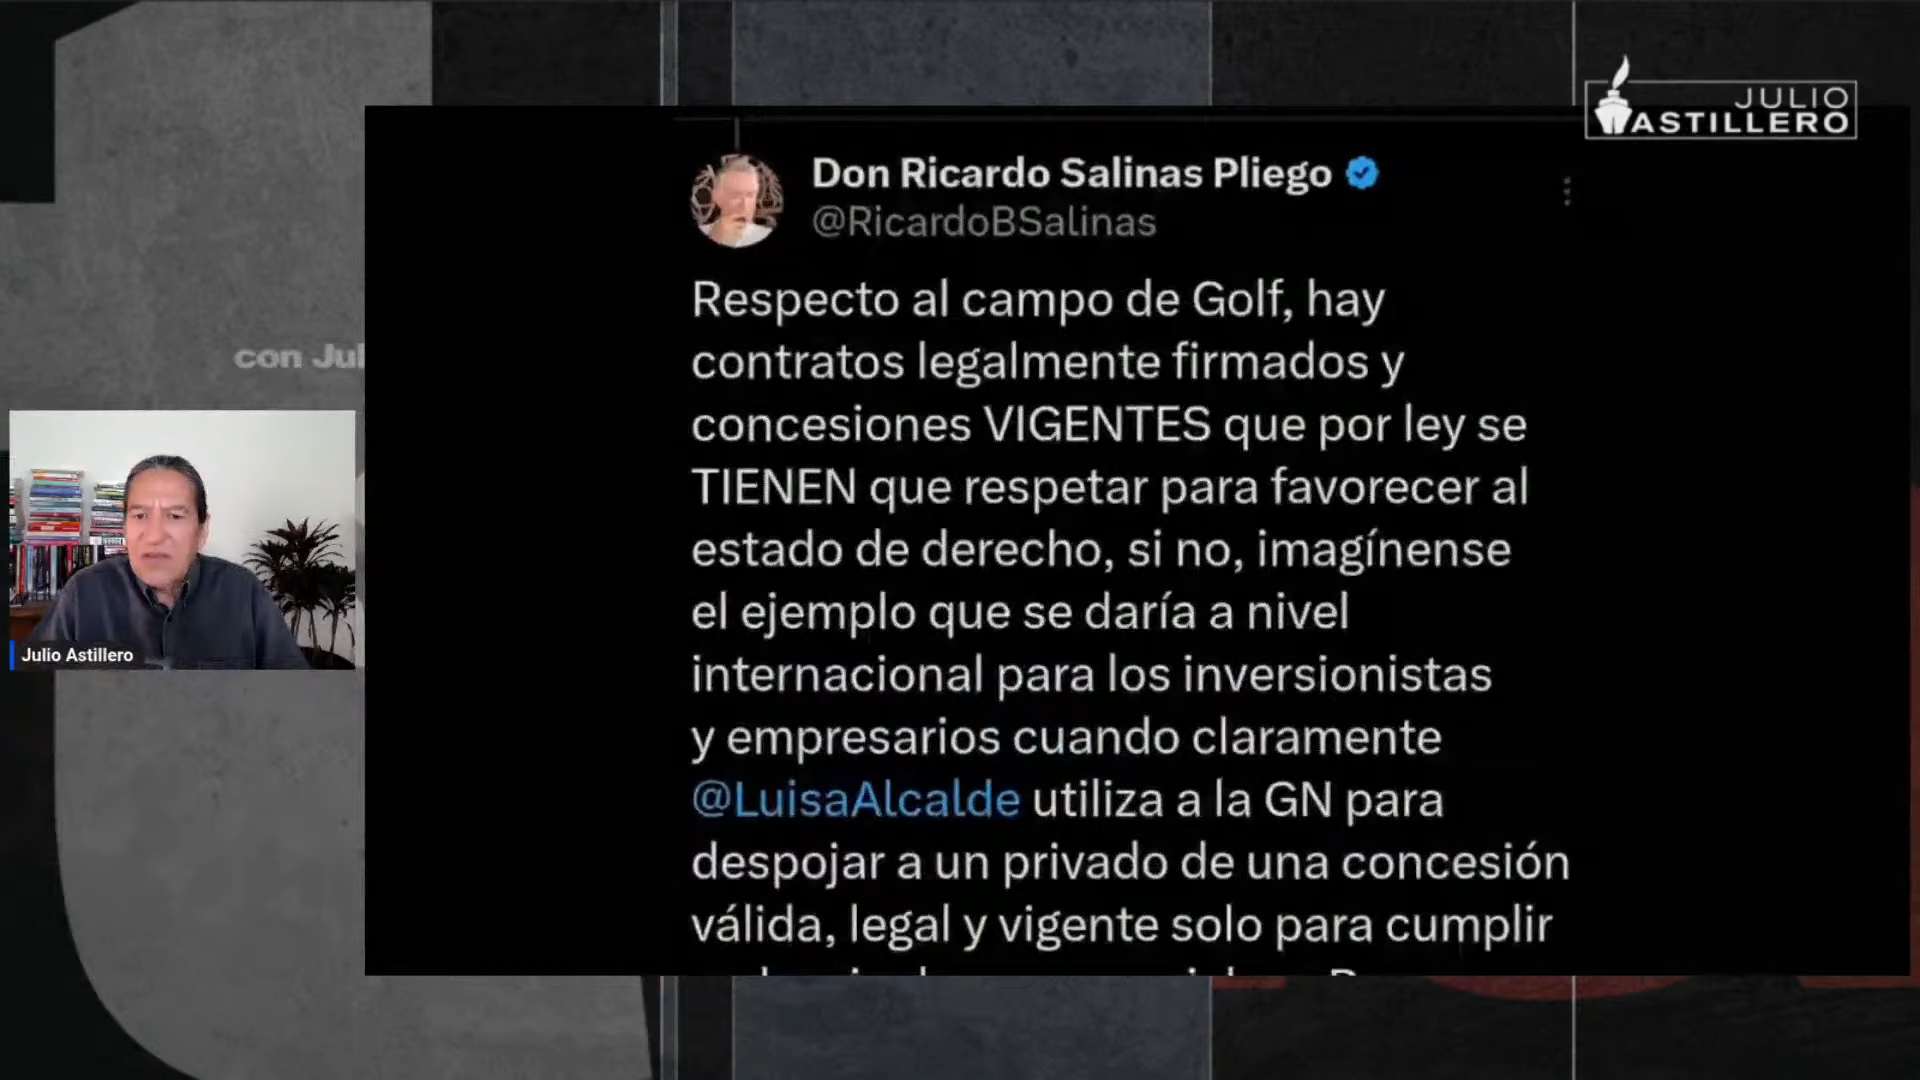 JULIO
ASTILLERO
Don Ricardo Salinas Pliego
@RicardoBSalinas
Respecto al campo de Golf, hay
contratos legalmente firmados y
concesiones VIGENTES que por ley se
TIENEN que respetar para favorecer al
estado de derecho, si no, imagínense
el ejemplo que se daría a nivel
internacional para los inversionistas
y empresarios cuando claramente
@LuisaAlcalde utiliza a la GN para
despojar a un privado de una concesión
válida, legal y vigente solo para cumplir
con Jul
Julio Astillero